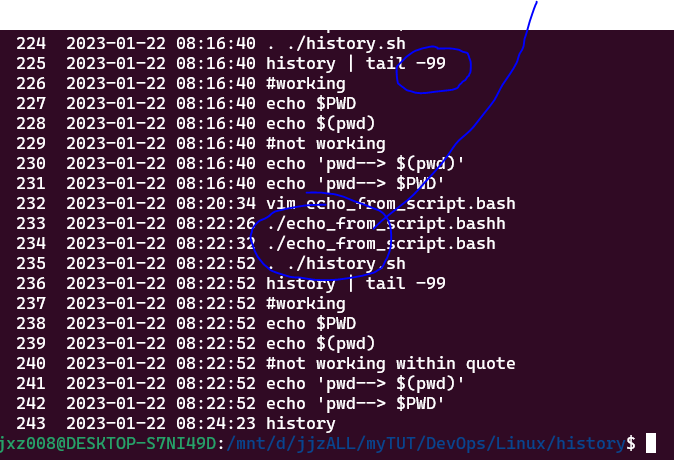 224 2023-01-22 08:16:40 . ./history.sh
225 2023-01-22 08:16:40 history | tail -99
226 2023-01-22 08:16:40 #working
227 2023-01-22 08:16:40 echo $PWD
228 2023-01-22 08:16:40 echo $(pwd)
229 2023-01-22 08:16:40 #not working
230 2023-01-22 08:16:40 echo 'pwd--> $(pwd)'
231 2023-01-22 08:16:40 echo 'pwd--> $PWD'
232 2023-01-22 08:20:34 vim echo_from_script.bash
233 2023-01-22 08:22:26 ./echo_from_script.bashh
234 2023-01-22 08:22:32 ./echo_from_script.bash
235 2023-01-22 08:22:52 . ./history.sh
236 2023-01-22 08:22:52 history | tail -99
237 2023-01-22 08:22:52 #working
238 2023-01-22 08:22:52 echo $PWD
239 2023-01-22 08:22:52 echo $(pwd)
240 2023-01-22 08:22:52 #not working within quote
241 2023-01-22 08:22:52 echo 'pwd--> $(pwd)'
242 2023-01-22 08:22:52 echo 'pwd--> $PWD'
243 2023-01-22 08:24:23 history
jxz008@DESKTOP-S7NI49D:/mnt/d/jjzALL/myTUT/DevOps/Linux/history$